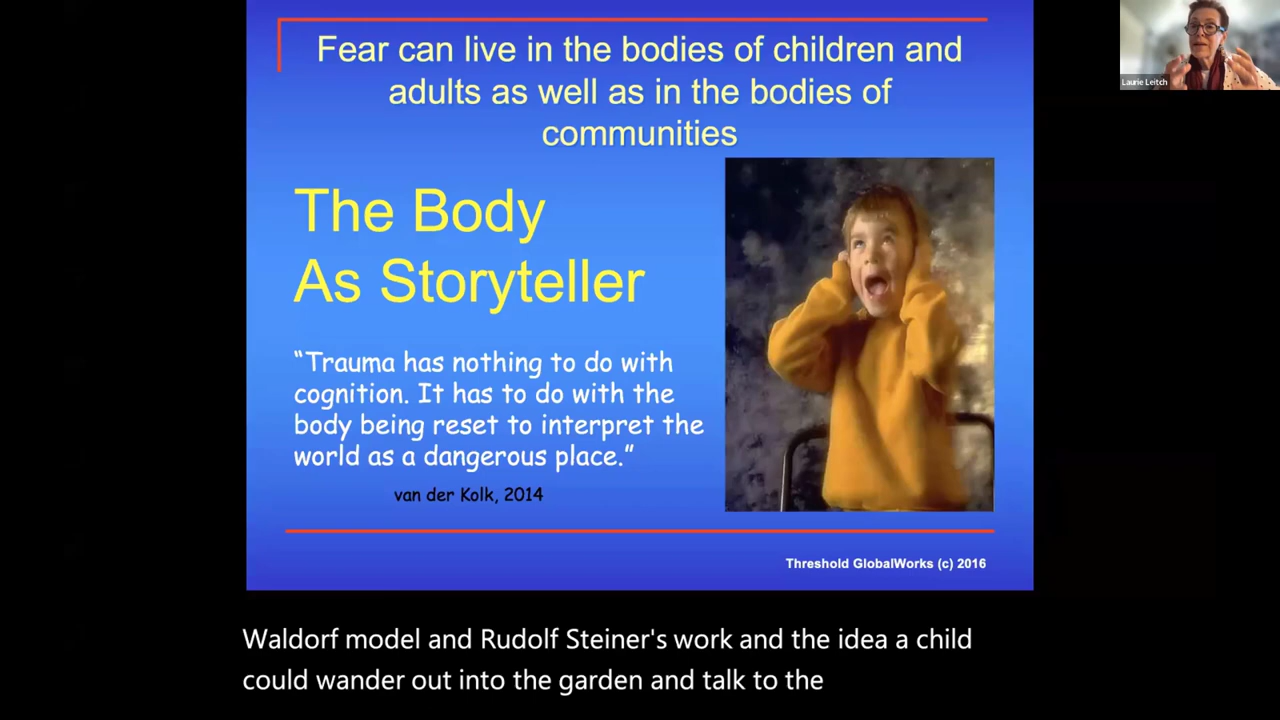 Fear can live in the bodies of children and
adults as well as in the bodies of
communities
Laurie Leitch
The Body
As Storyteller
“Trauma has nothing to do with
cognition. It has to do with the
body being reset to interpret the
world as a dangerous place.”
van der Kolk, 2014
Threshold GlobalWorks (c) 2016
Waldorf model and Rudolf Steiner's work and the idea a child
could wander out into the garden and talk to the